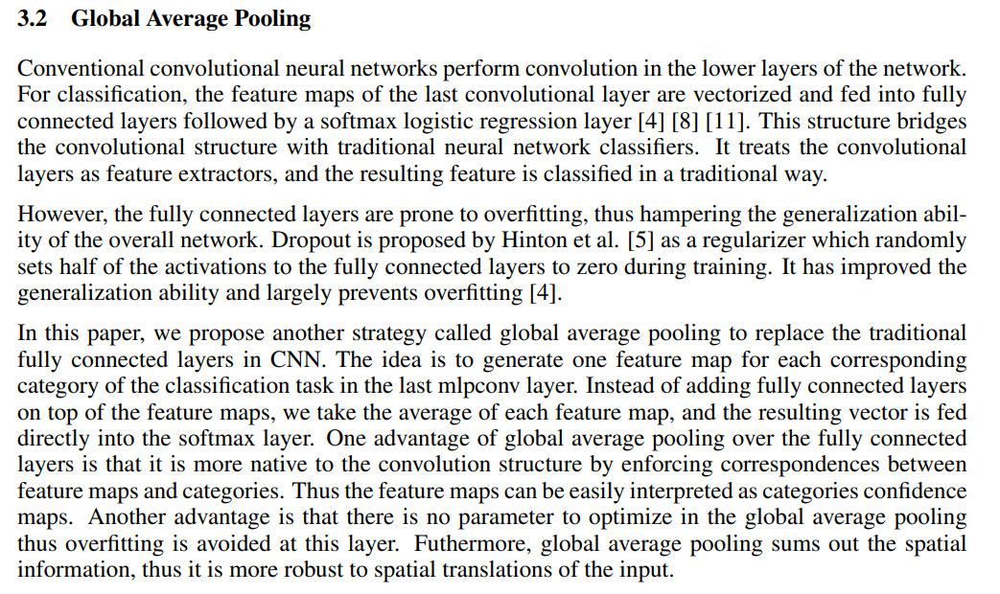 3.2 Global Average Pooling
Conventional convolutional neural networks perform convolution in the lower layers of the network.
For classification, the feature maps of the last convolutional layer are vectorized and fed into fully
connected layers followed by a softmax logistic regression layer [4] [8] [11]. This structure bridges
the convolutional structure with traditional neural network classifiers. It treats the convolutional
layers as feature extractors, and the resulting feature is classified in a traditional way.
However, the fully connected layers are prone to overfitting, thus hampering the generalization abil-
ity of the overall network. Dropout is proposed by Hinton et al. [5] as a regularizer which randomly
sets half of the activations to the fully connected layers to zero during training. It has improved the
generalization ability and largely prevents overfitting [4].
In this paper, we propose another strategy called global average pooling to replace the traditional
fully connected layers in CNN. The idea is to generate one feature map for each corresponding
category of the classification task in the last mlpconv layer. Instead of adding fully connected layers
on top of the feature maps, we take the average of each feature map, and the resulting vector is fed
directly into the softmax layer. One advantage of global average pooling over the fully connected
layers is that it is more native to the convolution structure by enforcing correspondences between
feature maps and categories. Thus the feature maps can be easily interpreted as categories confidence
maps. Another advantage is that there is no parameter to optimize in the global average pooling
thus overfitting is avoided at this layer. Futhermore, global average pooling sums out the spatial
information, thus it is more robust to spatial translations of the input.